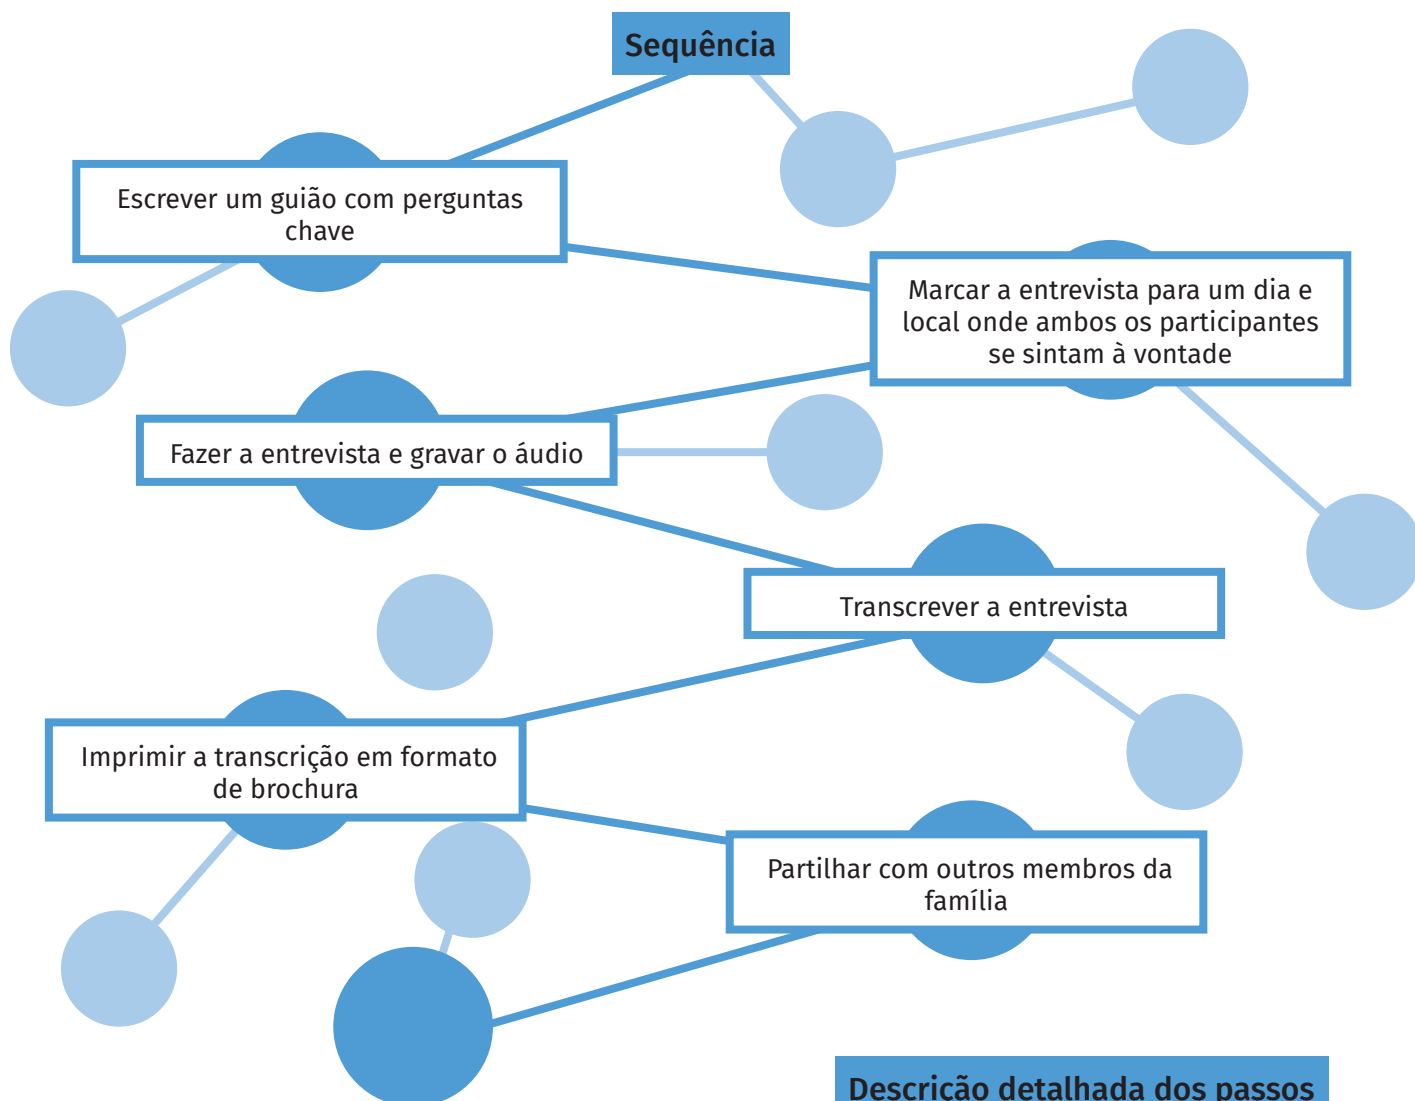 Sequência
Escrever um guião com perguntas
chave
Marcar a entrevista para um dia e
local onde ambos os participantes
se sintam à vontade
Fazer a entrevista e gravar o áudio
Transcrever a entrevista
Imprimir a transcrição em formato
de brochura
Partilhar com outros membros da
família
Descrição detalhada dos passos